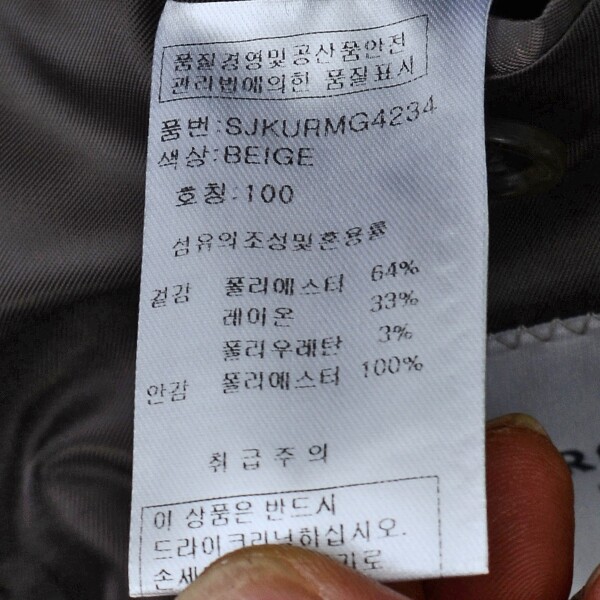 품질경영및공산품안전
관리법에의한 품질표시
품번:SJKURMG4234
색상:BEIGE
호칭:100
섬유의조성및혼용률
겉감 폴리에스터 64%
레이온 33%
폴리우레탄 3%
안감 폴리에스터 100%
취급주의
이 상품은 반드시
드라이크리닝하십시오.